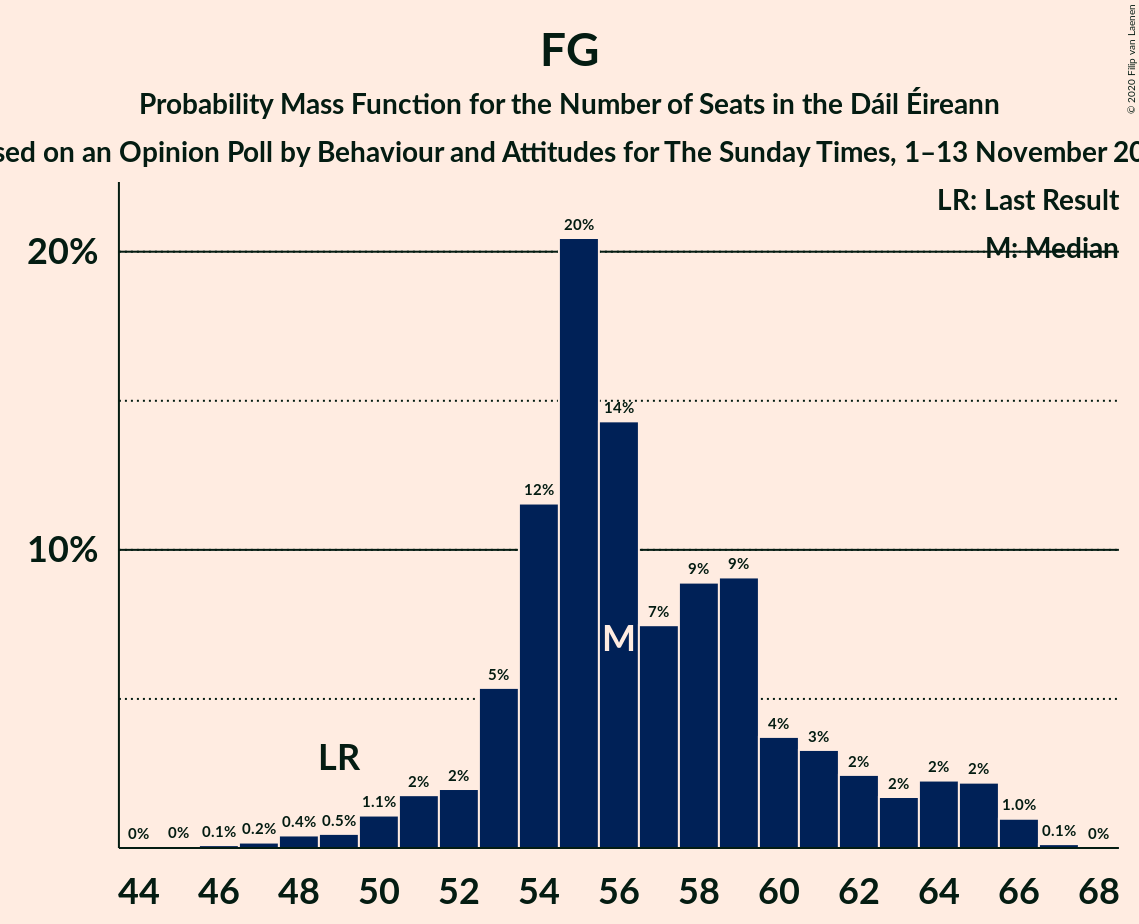 FG
Probability Mass Function for the Number of Seats in the Dáil Éireann
sed on an Opinion Poll by Behaviour and Attitudes for The Sunday Times, 1–13 November 20
© 2020 Filip van Laenen
LR: Last Result
M: Median
20%
10%
0% 0% 0.1% 0.2% 0.4% 0.5% 1.1% 2% 2% 5% 12% 20% 14% 7% 9% 9% 4% 3% 2% 2% 2% 2% 1.0% 0.1% 0%
LR
M
44 46 48 50 52 54 56 58 60 62 64 66 68